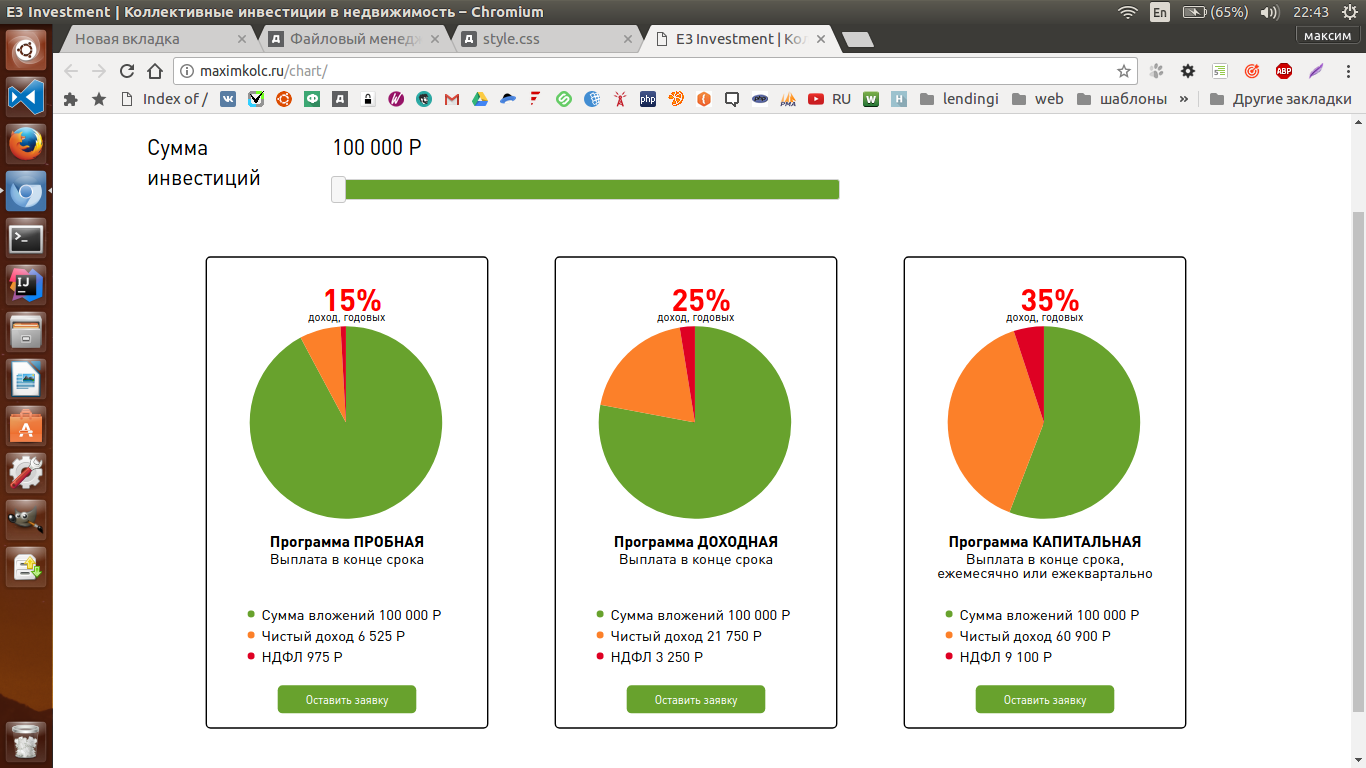 E3 Investment | Коллективные инвестиции в недвижимость – Chromium
En
(65%)
22:43
максим
Новая вкладка
Файловый менед
style.css
E3 Investment | Кол
maximkolc.ru/chart/
ABP
Index of /
php
PMA
RU
lendingi
web
шаблоны
»
Другие закладки
Сумма
инвестиций
100 000 Р
15%
доход, годовых
Программа ПРОБНАЯ
Выплата в конце срока
Сумма вложений 100 000 Р
Чистый доход 6 525 Р
НДФЛ 975 Р
Оставить заявку
25%
доход, годовых
Программа ДОХОДНАЯ
Выплата в конце срока
Сумма вложений 100 000 Р
Чистый доход 21 750 Р
НДФЛ 3 250 Р
Оставить заявку
35%
доход, годовых
Программа КАПИТАЛЬНАЯ
Выплата в конце срока,
ежемесячно или ежеквартально
Сумма вложений 100 000 Р
Чистый доход 60 900 Р
НДФЛ 9 100 Р
Оставить заявку